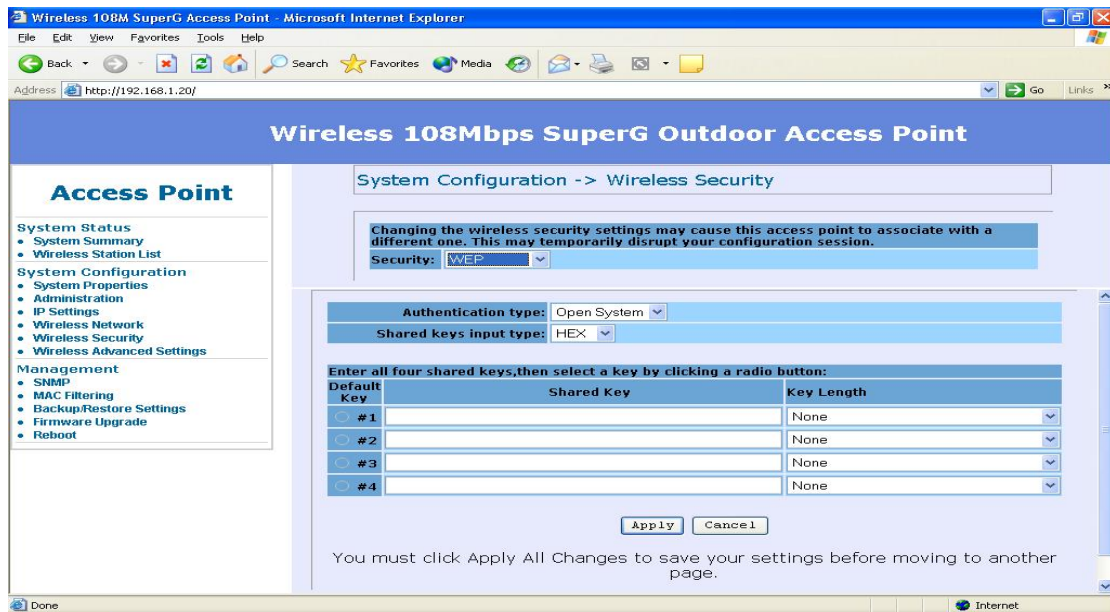 Wireless 108M SuperG Access Point - Microsoft Internet Explorer
File Edit View Favorites Tools Help
Back Search Favorites Media
Address http://192.168.1.20/ Go Links »
Wireless 108Mbps SuperG Outdoor Access Point
Access Point
System Status
System Summary
Wireless Station List
System Configuration
System Properties
Administration
IP Settings
Wireless Network
Wireless Security
Wireless Advanced Settings
Management
SNMP
MAC Filtering
Backup/Restore Settings
Firmware Upgrade
Reboot
System Configuration -> Wireless Security
Changing the wireless security settings may cause this access point to associate with a
different one. This may temporarily disrupt your configuration session.
Security: WEP
Authentication type: Open System
Shared keys input type: HEX
Enter all four shared keys,then select a key by clicking a radio button:
Default Key Shared Key Key Length
#1 None
#2 None
#3 None
#4 None
Apply Cancel
You must click Apply All Changes to save your settings before moving to another
page.
Done Internet